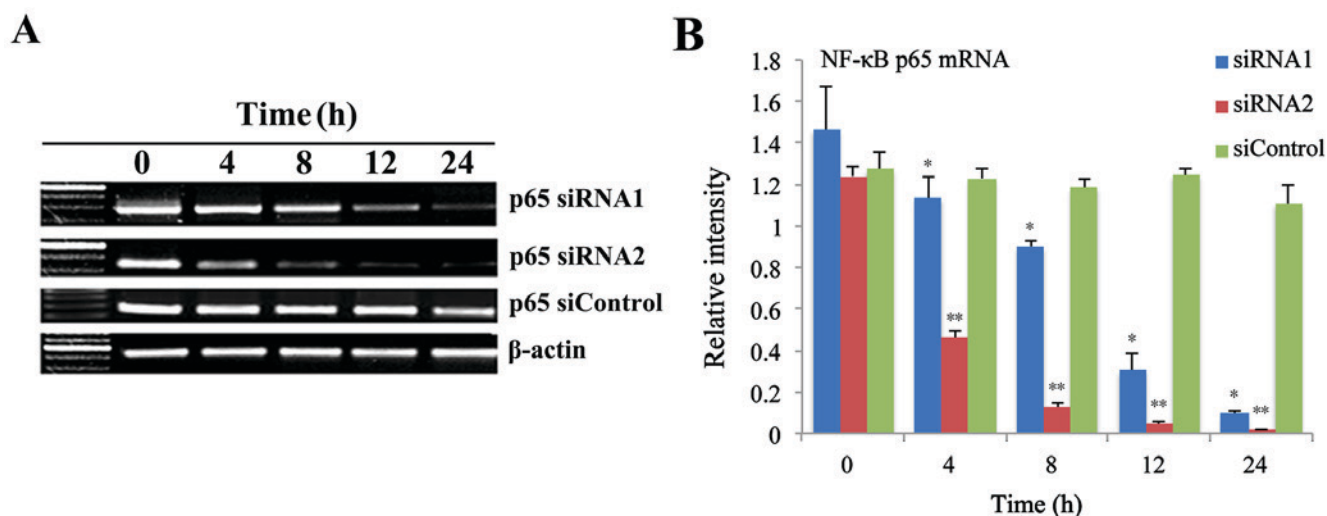 A
Time (h)
0 4 8 12 24
p65 siRNA1
p65 siRNA2
p65 siControl
β-actin
B
NF-κB p65 mRNA
siRNA1
siRNA2
siControl
Relative intensity
1.8
1.6
1.4
1.2
1
0.8
0.6
0.4
0.2
0
* ** * ** * ** * **
0 4 8 12 24
Time (h)